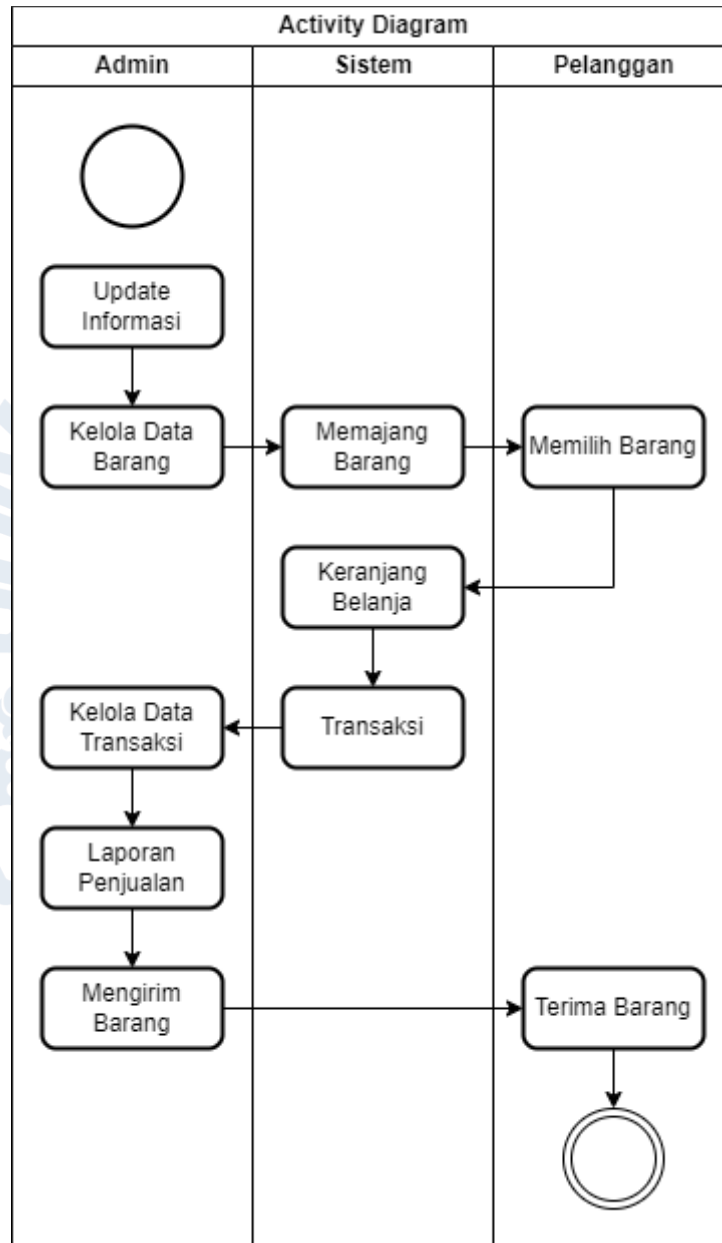 Activity Diagram
Admin
Sistem
Pelanggan
Update
Informasi
Kelola Data
Barang
Memajang
Barang
Memilih Barang
Keranjang
Belanja
Kelola Data
Transaksi
Transaksi
Laporan
Penjualan
Mengirim
Barang
Terima Barang